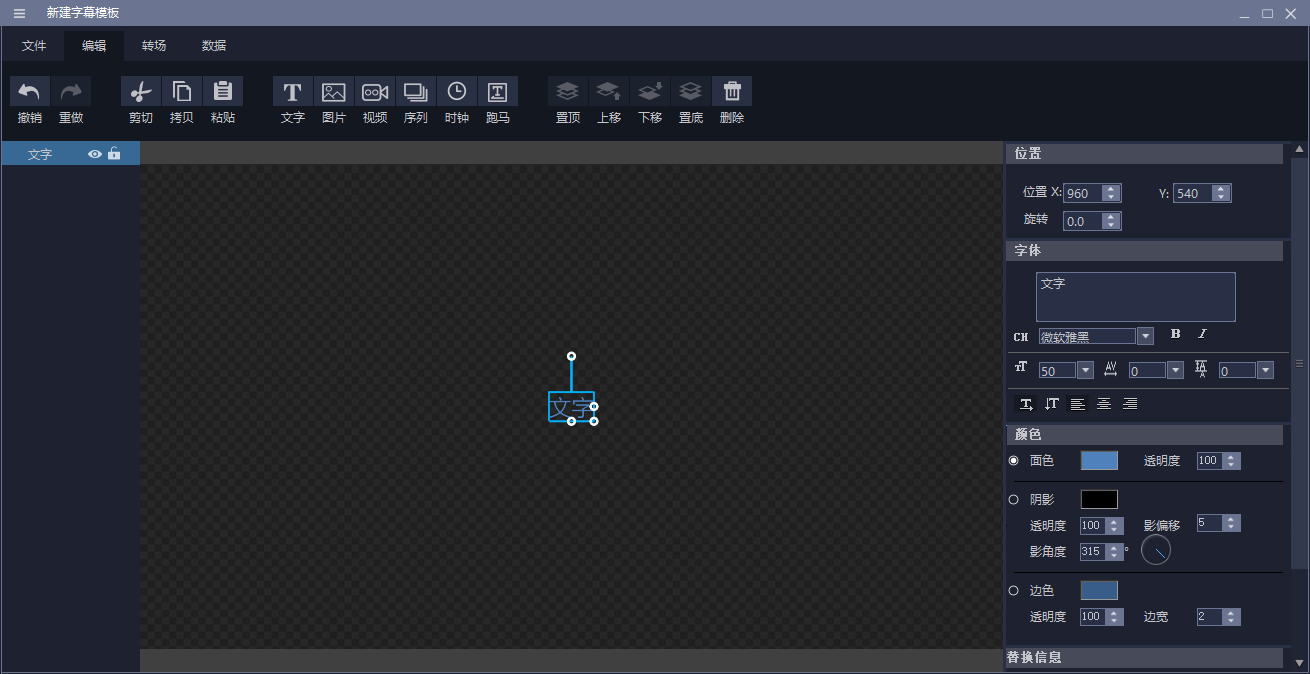 新建字幕模板
文件 编辑 转场 数据
撤销 重做 剪切 拷贝 粘贴 文字 图片 视频 序列 时钟 跑马 置顶 上移 下移 置底 删除
文字
位置
位置 X: 960 Y: 540
旋转 0.0
字体
文字
CH 微软雅黑 B I
TT 50 AV 0 IA 0
文字
颜色
面色 透明度 100
阴影
透明度 100 影偏移 5
影角度 315 °
边色
透明度 100 边宽 2
替换信息